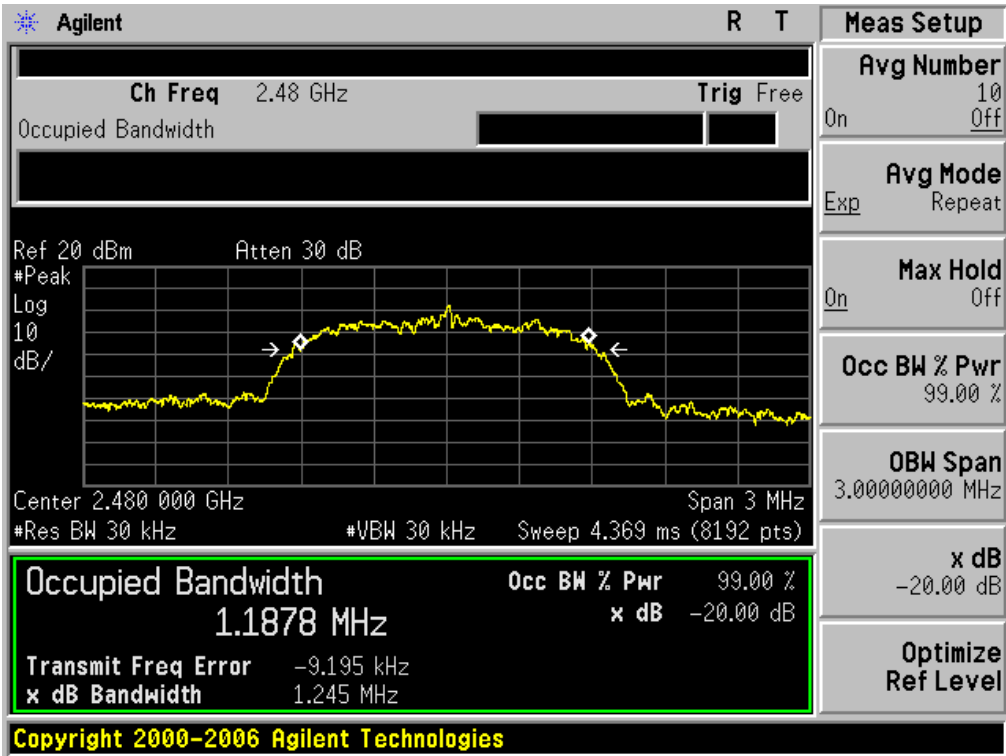 Agilent R T
Ch Freq 2.48 GHz Trig Free
Occupied Bandwidth
Ref 20 dBm Atten 30 dB
#Peak
Log
10
dB/
Center 2.480 000 GHz Span 3 MHz
#Res BW 30 kHz #VBW 30 kHz Sweep 4.369 ms (8192 pts)
Occupied Bandwidth Occ BW % Pwr 99.00 %
1.1878 MHz x dB -20.00 dB
Transmit Freq Error -9.195 kHz
x dB Bandwidth 1.245 MHz
Copyright 2000-2006 Agilent Technologies
Meas Setup
Avg Number
10
On Off
Avg Mode
Exp Repeat
Max Hold
On Off
Occ BW % Pwr
99.00 %
OBW Span
3.00000000 MHz
x dB
-20.00 dB
Optimize
Ref Level